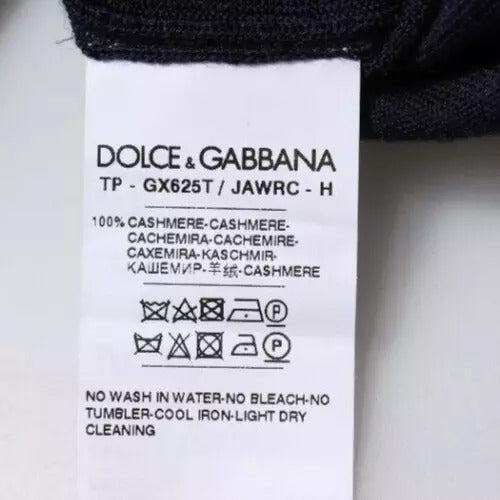 DOLCE & GABBANA
TP - GX625T / JAWRC - H
100% CASHMERE-CASHMERE-
CACHEMIRA-CACHEMIRE-
CAXEMIRA-KASCHMIR-
КАШЕМИР-羊绒-CASHMERE
P
P
NO WASH IN WATER-NO BLEACH-NO
TUMBLER-COOL IRON-LIGHT DRY
CLEANING